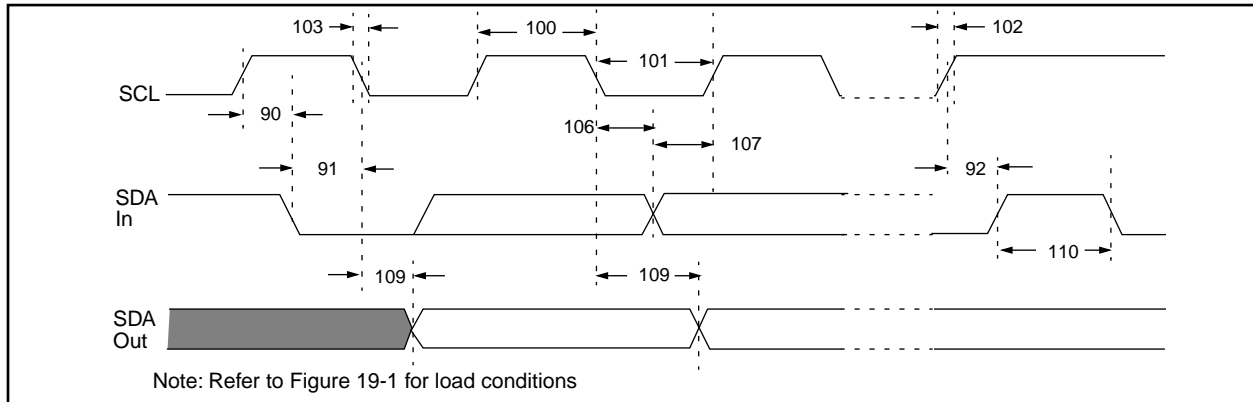 103
100
101
102
SCL
90
106
107
91
92
SDA
In
109
109
110
SDA
Out
Note: Refer to Figure 19-1 for load conditions